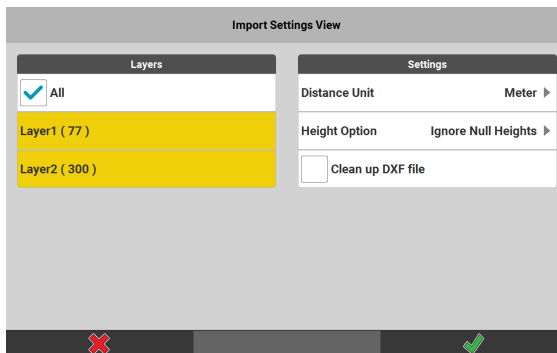 Import Settings View
Layers
All
Layer1 ( 77 )
Layer2 ( 300 )
Settings
Distance Unit Meter
Height Option Ignore Null Heights
Clean up DXF file